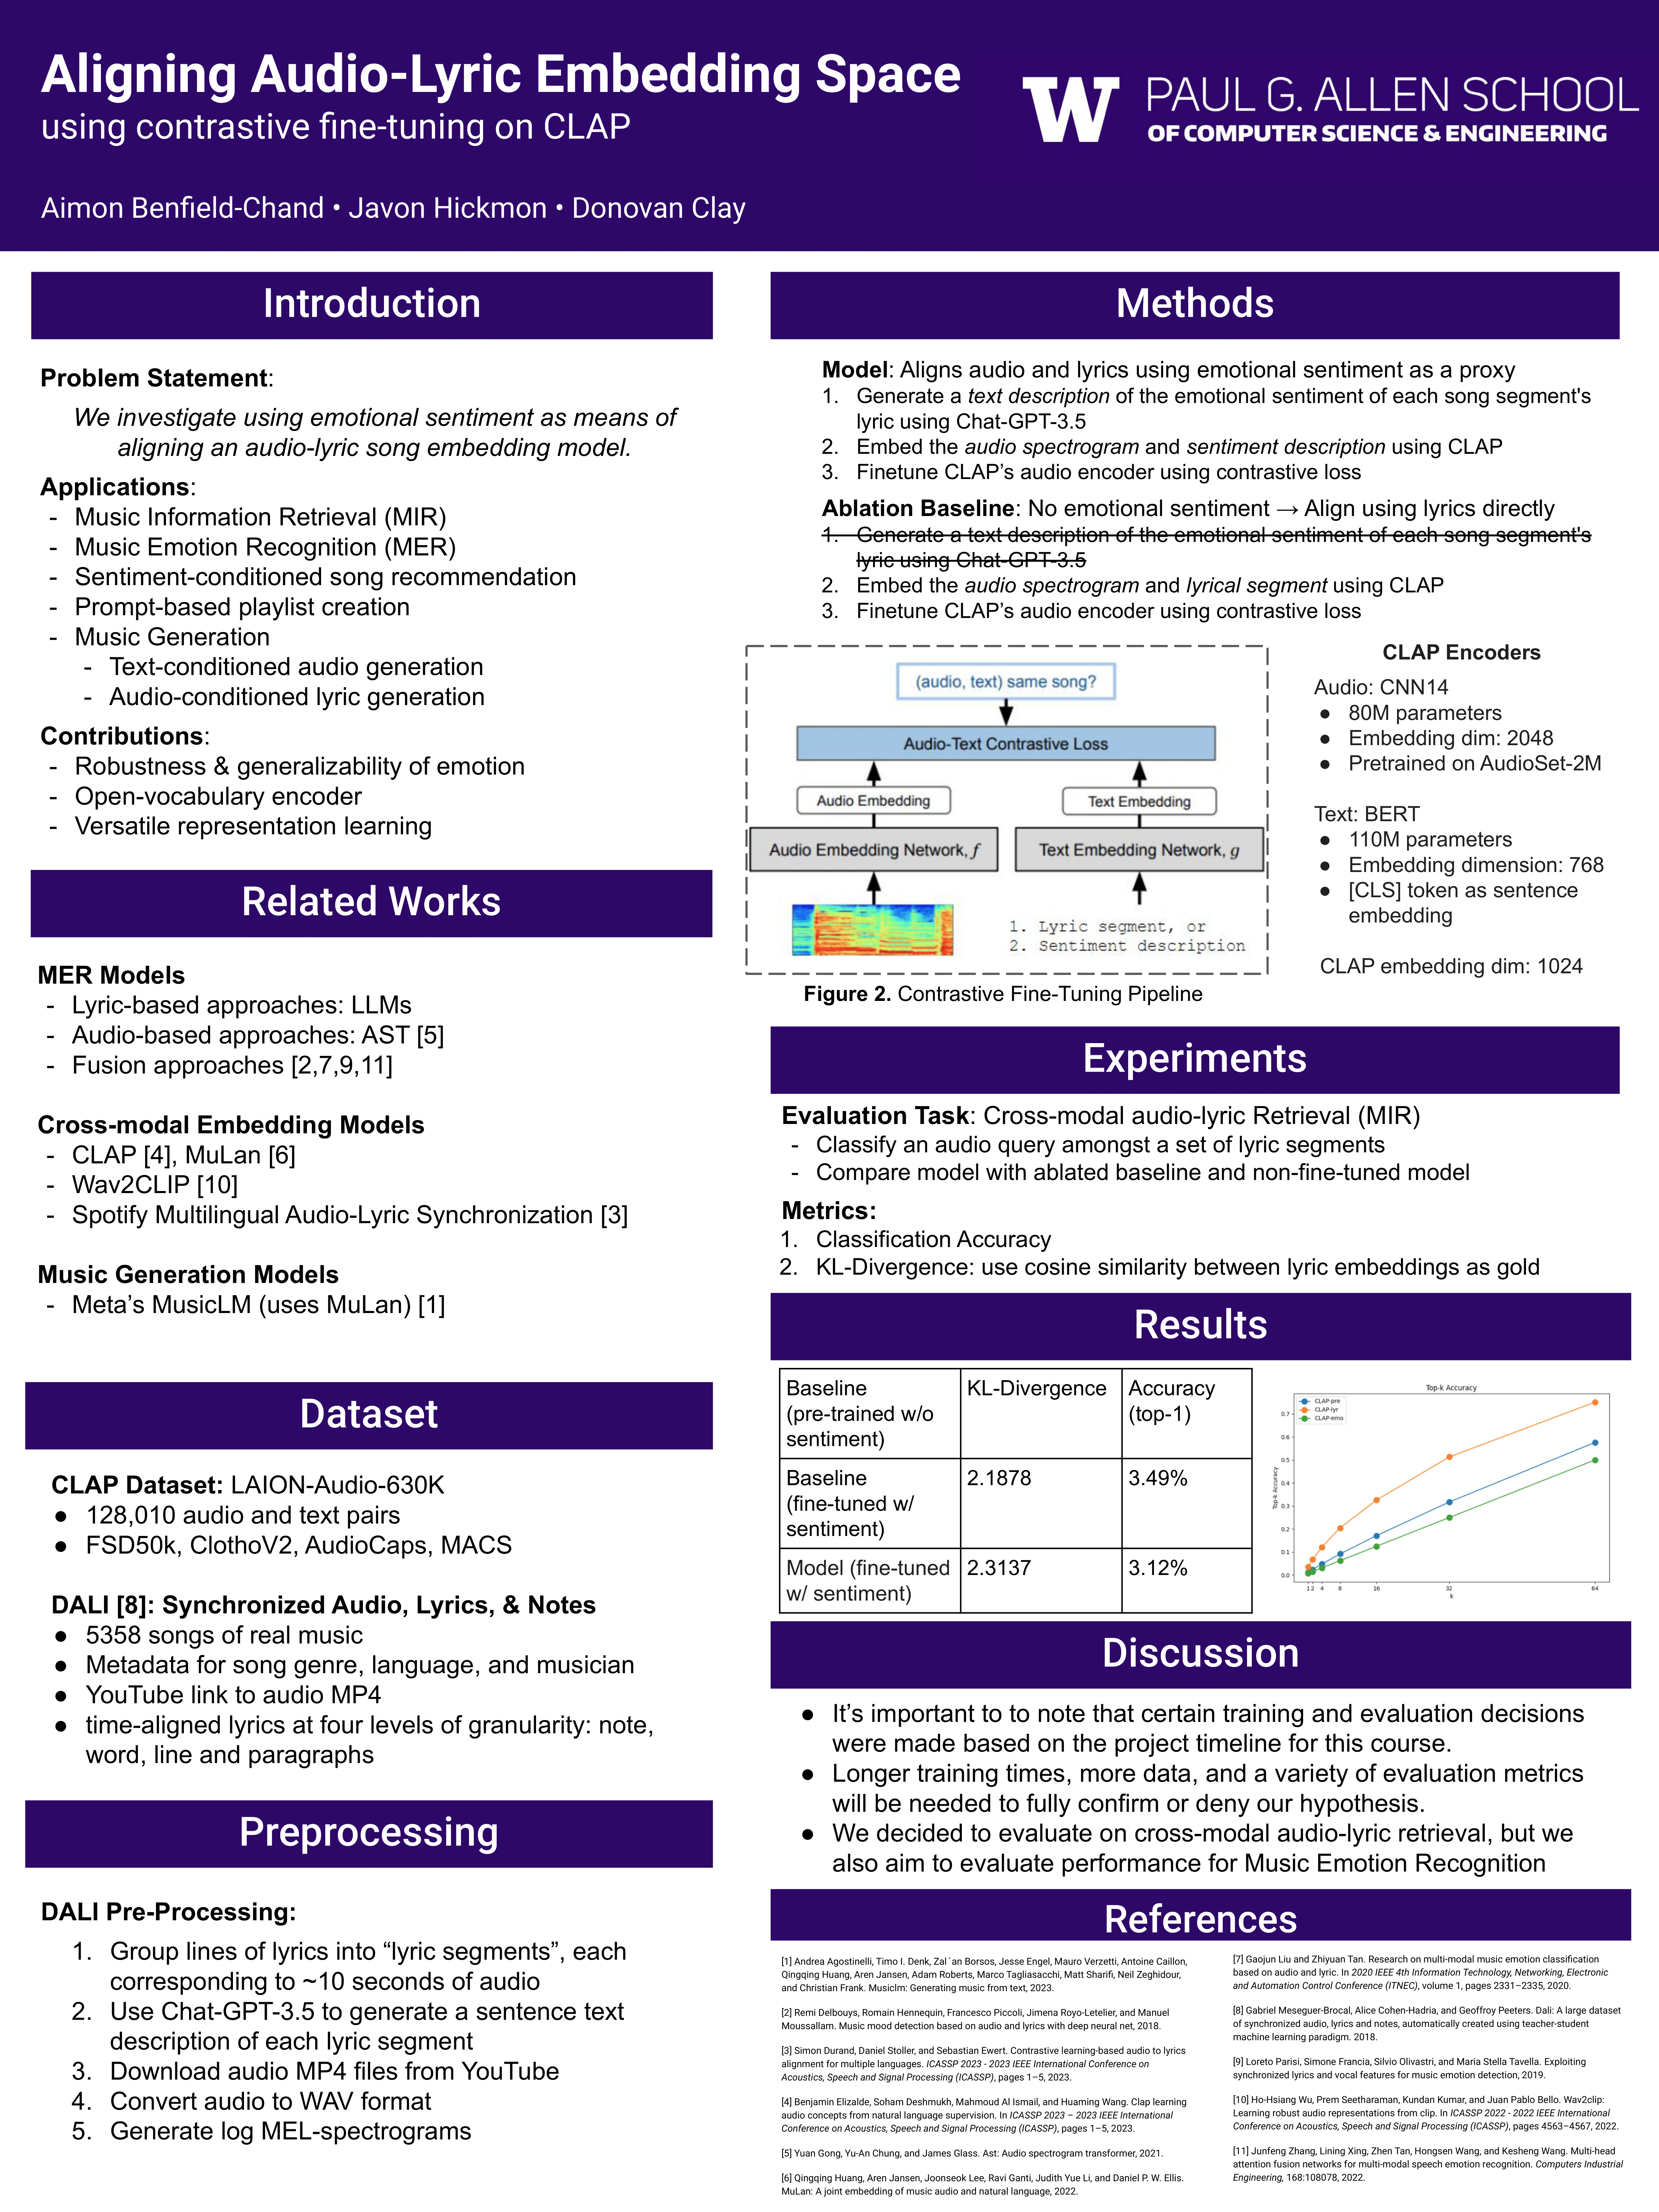 Aligning Audio-Lyric Embedding Space
using contrastive fine-tuning on CLAP
Aimon Benfield-Chand • Javon Hickmon • Donovan Clay
W PAUL G. ALLEN SCHOOL
OF COMPUTER SCIENCE & ENGINEERING
Introduction
Problem Statement:
We investigate using emotional sentiment as means of
aligning an audio-lyric song embedding model.
Applications:
- Music Information Retrieval (MIR)
- Music Emotion Recognition (MER)
- Sentiment-conditioned song recommendation
- Prompt-based playlist creation
- Music Generation
- Text-conditioned audio generation
- Audio-conditioned lyric generation
Contributions:
- Robustness & generalizability of emotion
- Open-vocabulary encoder
- Versatile representation learning
Related Works
MER Models
- Lyric-based approaches: LLMs
- Audio-based approaches: AST [5]
- Fusion approaches [2,7,9,11]
Cross-modal Embedding Models
- CLAP [4], MuLan [6]
- Wav2CLIP [10]
- Spotify Multilingual Audio-Lyric Synchronization [3]
Music Generation Models
- Meta's MusicLM (uses MuLan) [1]
Dataset
CLAP Dataset: LAION-Audio-630K
● 128,010 audio and text pairs
● FSD50k, ClothoV2, AudioCaps, MACS
DALI [8]: Synchronized Audio, Lyrics, & Notes
● 5358 songs of real music
● Metadata for song genre, language, and musician
● YouTube link to audio MP4
● time-aligned lyrics at four levels of granularity: note,
word, line and paragraphs
Preprocessing
DALI Pre-Processing:
1. Group lines of lyrics into “lyric segments”, each
corresponding to ~10 seconds of audio
2. Use Chat-GPT-3.5 to generate a sentence text
description of each lyric segment
3. Download audio MP4 files from YouTube
4. Convert audio to WAV format
5. Generate log MEL-spectrograms
Methods
Model: Aligns audio and lyrics using emotional sentiment as a proxy
1. Generate a text description of the emotional sentiment of each song segment's
lyric using Chat-GPT-3.5
2. Embed the audio spectrogram and sentiment description using CLAP
3. Finetune CLAP's audio encoder using contrastive loss
Ablation Baseline: No emotional sentiment → Align using lyrics directly
1. Generate a text description of the emotional sentiment of each song segment's
lyric using Chat-GPT-3.5
2. Embed the audio spectrogram and lyrical segment using CLAP
3. Finetune CLAP's audio encoder using contrastive loss
(audio, text) same song?
Audio-Text Contrastive Loss
Audio Embedding Text Embedding
Audio Embedding Network, f Text Embedding Network, g
1. Lyric segment, or
2. Sentiment description
Figure 2. Contrastive Fine-Tuning Pipeline
CLAP Encoders
Audio: CNN14
● 80M parameters
● Embedding dim: 2048
● Pretrained on AudioSet-2M
Text: BERT
● 110M parameters
● Embedding dimension: 768
● [CLS] token as sentence
embedding
CLAP embedding dim: 1024
Experiments
Evaluation Task: Cross-modal audio-lyric Retrieval (MIR)
- Classify an audio query amongst a set of lyric segments
- Compare model with ablated baseline and non-fine-tuned model
Metrics:
1. Classification Accuracy
2. KL-Divergence: use cosine similarity between lyric embeddings as gold
Results
Baseline KL-Divergence Accuracy
(pre-trained w/o (top-1)
sentiment)
Baseline 2.1878 3.49%
(fine-tuned w/
sentiment)
Model (fine-tuned 2.3137 3.12%
w/ sentiment)
Top-k Accuracy
CLAP-pre
CLAP-lyr
CLAP-emo
0.7
0.6
0.5
0.4
0.3
0.2
0.1
0.0
Top-k Accuracy
1 2 4 8 16 32 64
k
Discussion
● It's important to to note that certain training and evaluation decisions
were made based on the project timeline for this course.
● Longer training times, more data, and a variety of evaluation metrics
will be needed to fully confirm or deny our hypothesis.
● We decided to evaluate on cross-modal audio-lyric retrieval, but we
also aim to evaluate performance for Music Emotion Recognition
References
[1] Andrea Agostinelli, Timo I. Denk, Zal´an Borsos, Jesse Engel, Mauro Verzetti, Antoine Caillon,
Qingqing Huang, Aren Jansen, Adam Roberts, Marco Tagliasacchi, Matt Sharifi, Neil Zeghidour,
and Christian Frank. Musiclm: Generating music from text, 2023.
[2] Remi Delbouys, Romain Hennequin, Francesco Piccoli, Jimena Royo-Letelier, and Manuel
Moussallam. Music mood detection based on audio and lyrics with deep neural net, 2018.
[3] Simon Durand, Daniel Stoller, and Sebastian Ewert. Contrastive learning-based audio to lyrics
alignment for multiple languages. ICASSP 2023 - 2023 IEEE International Conference on
Acoustics, Speech and Signal Processing (ICASSP), pages 1–5, 2023.
[4] Benjamin Elizalde, Soham Deshmukh, Mahmoud Al Ismail, and Huaming Wang. Clap learning
audio concepts from natural language supervision. In ICASSP 2023 – 2023 IEEE International
Conference on Acoustics, Speech and Signal Processing (ICASSP), pages 1–5, 2023.
[5] Yuan Gong, Yu-An Chung, and James Glass. Ast: Audio spectrogram transformer, 2021.
[6] Qingqing Huang, Aren Jansen, Joonseok Lee, Ravi Ganti, Judith Yue Li, and Daniel P. W. Ellis.
MuLan: A joint embedding of music audio and natural language, 2022.
[7] Gaojun Liu and Zhiyuan Tan. Research on multi-modal music emotion classification
based on audio and lyric. In 2020 IEEE 4th Information Technology, Networking, Electronic
and Automation Control Conference (ITNEC), volume 1, pages 2331–2335, 2020.
[8] Gabriel Meseguer-Brocal, Alice Cohen-Hadria, and Geoffroy Peeters. Dali: A large dataset
of synchronized audio, lyrics and notes, automatically created using teacher-student
machine learning paradigm. 2018.
[9] Loreto Parisi, Simone Francia, Silvio Olivastri, and Maria Stella Tavella. Exploiting
synchronized lyrics and vocal features for music emotion detection, 2019.
[10] Ho-Hsiang Wu, Prem Seetharaman, Kundan Kumar, and Juan Pablo Bello. Wav2clip:
Learning robust audio representations from clip. In ICASSP 2022 - 2022 IEEE International
Conference on Acoustics, Speech and Signal Processing (ICASSP), pages 4563–4567, 2022.
[11] Junfeng Zhang, Lining Xing, Zhen Tan, Hongsen Wang, and Kesheng Wang. Multi-head
attention fusion networks for multi-modal speech emotion recognition. Computers Industrial
Engineering, 168:108078, 2022.